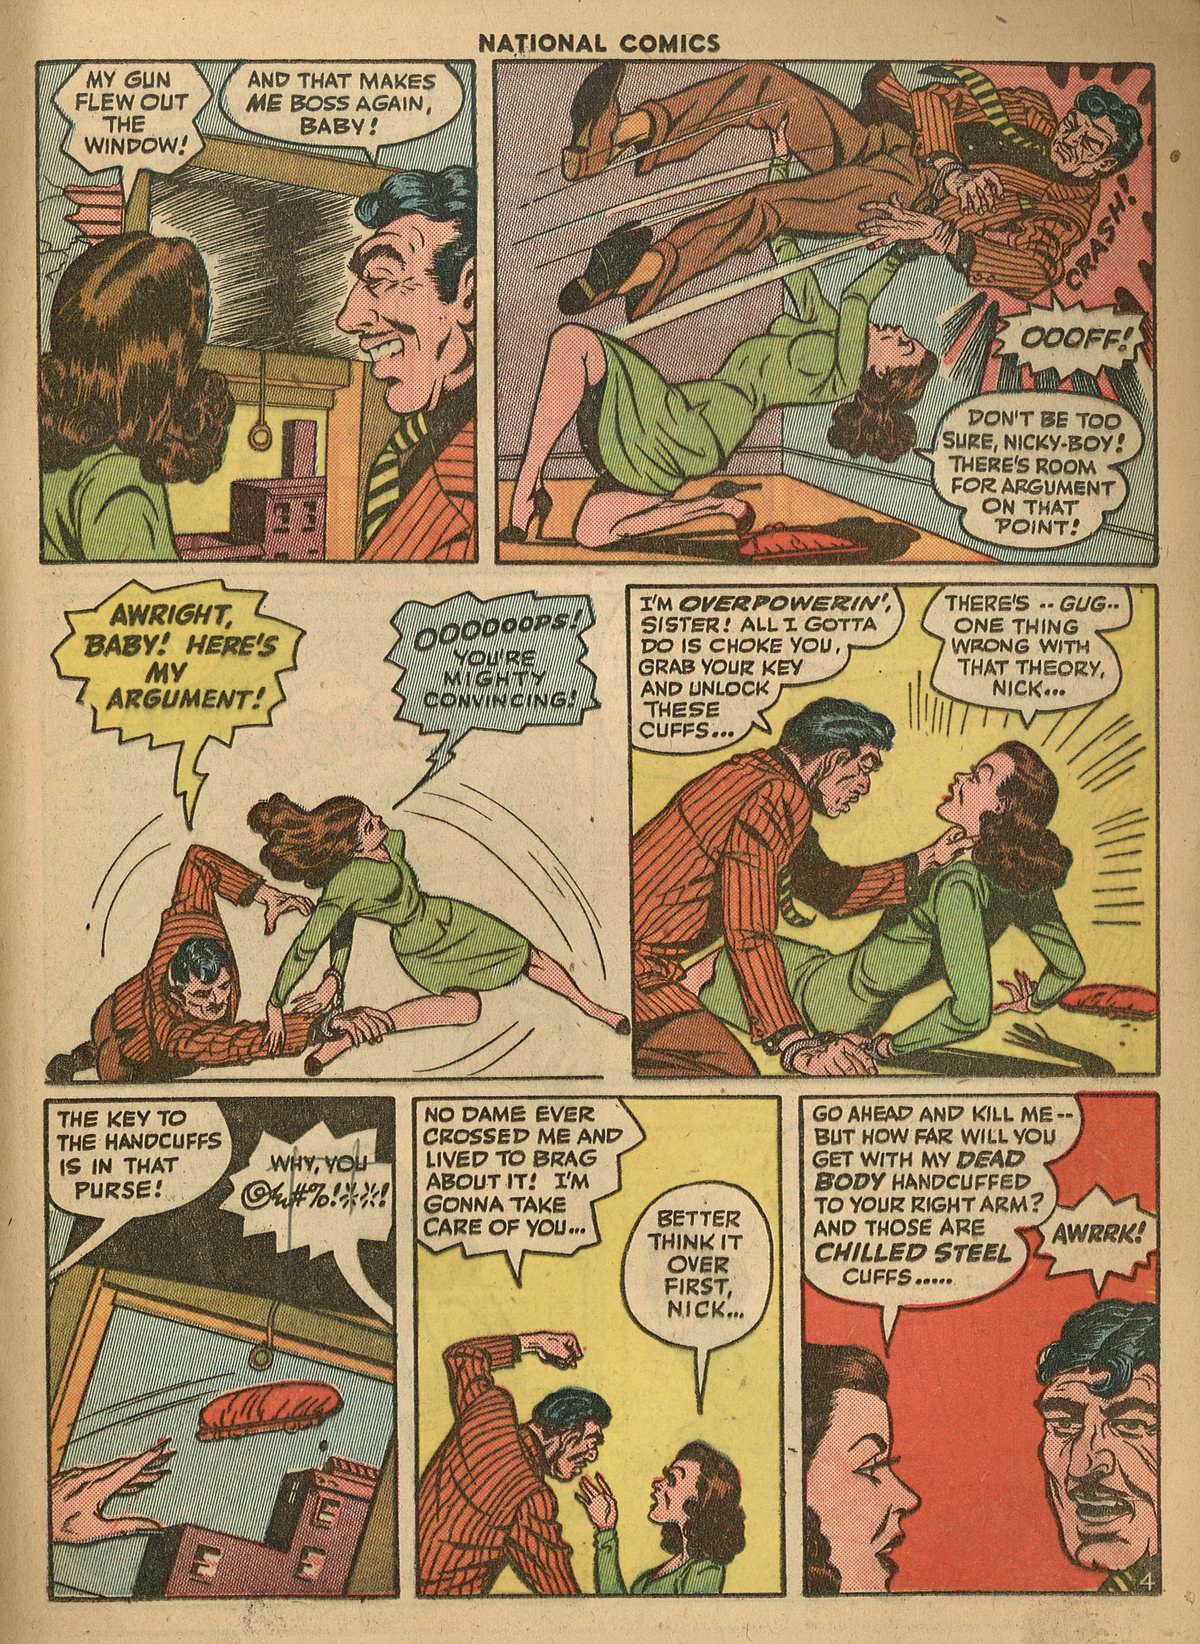 NATIONAL COMICS
MY GUN
FLEW OUT
THE
WINDOW!
AND THAT MAKES
ME BOSS AGAIN,
BABY!
CRASH!
OOOFF!
DON'T BE TOO
SURE, NICKY-BOY!
THERE'S ROOM
FOR ARGUMENT
ON THAT
POINT!
AWRIGHT,
BABY! HERE'S
MY
ARGUMENT!
OOOOOOPS!
YOU'RE
MIGHTY
CONVINCING!
I'M OVERPOWERIN',
SISTER! ALL I GOTTA
DO IS CHOKE YOU,
GRAB YOUR KEY
AND UNLOCK
THESE
CUFFS...
THERE'S -- GUG--
ONE THING
WRONG WITH
THAT THEORY,
NICK...
THE KEY TO
THE HANDCUFFS
IS IN THAT
PURSE!
WHY, YOU
NO DAME EVER
CROSSED ME AND
LIVED TO BRAG
ABOUT IT! I'M
GONNA TAKE
CARE OF YOU...
BETTER
THINK IT
OVER
FIRST,
NICK...
GO AHEAD AND KILL ME--
BUT HOW FAR WILL YOU
GET WITH MY DEAD
BODY HANDCUFFED
TO YOUR RIGHT ARM?
AND THOSE ARE
CHILLED STEEL
CUFFS.....
AWRRK!
4